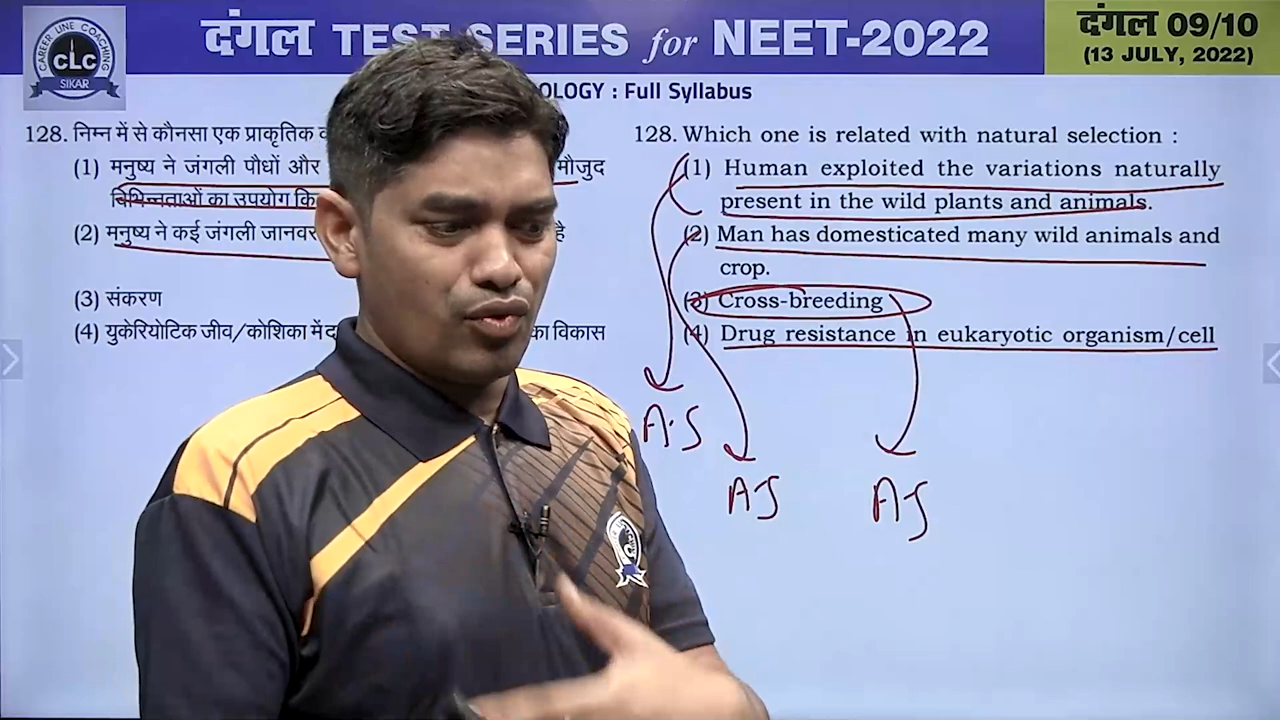 दंगल TEST SERIES for NEET-2022
दंगल 09/10
(13 JULY, 2022)
CAREER LINE COACHING
CLC
SIKAR
OLOGY : Full Syllabus
128. निम्न में से कौनसा एक प्राकृतिक
(1) मनुष्य ने जंगली पौधों और मौजुद
विभिन्नताओं का उपयोग
(2) मनुष्य ने कई जंगली है
(3) संकरण
(4) युकेरियोटिक जीव/कोशिका में का विकास
128. Which one is related with natural selection :
(1) Human exploited the variations naturally
present in the wild plants and animals.
(2) Man has domesticated many wild animals and
crop.
(3) Cross-breeding
(4) Drug resistance in eukaryotic organism/cell
A.S
AS
AS